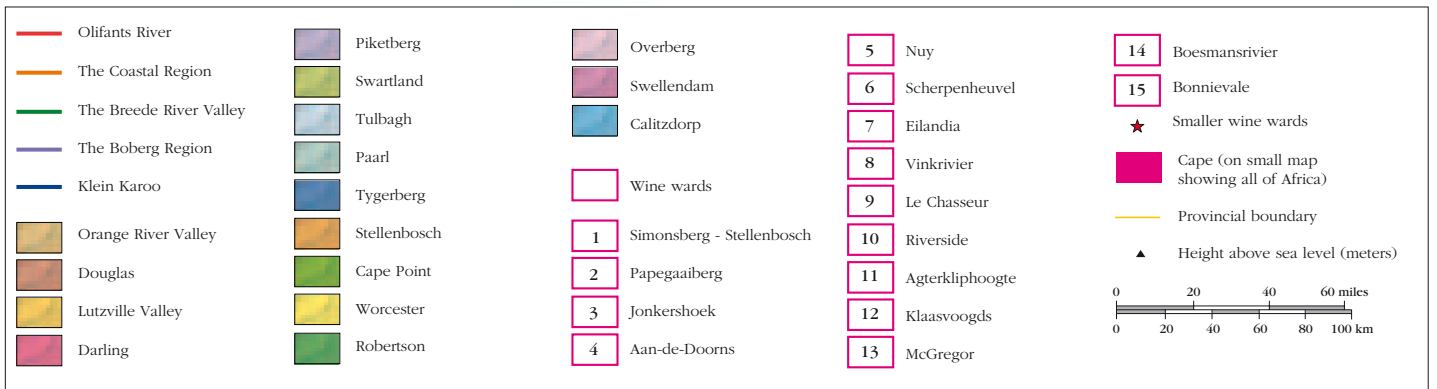 Olifants River
The Coastal Region
The Breede River Valley
The Boberg Region
Klein Karoo
Orange River Valley
Douglas
Lutzville Valley
Darling
Piketberg
Swartland
Tulbagh
Paarl
Tygerberg
Stellenbosch
Cape Point
Worcester
Robertson
Overberg
Swellendam
Calitzdorp
Wine wards
1 Simonsberg - Stellenbosch
2 Papegaaiberg
3 Jonkershoek
4 Aan-de-Doorns
5 Nuy
6 Scherpenheuvel
7 Eilandia
8 Vinkrivier
9 Le Chasseur
10 Riverside
11 Agterkliphoogte
12 Klaasvoogds
13 McGregor
14 Boesmansrivier
15 Bonnievale
Smaller wine wards
Cape (on small map
showing all of Africa)
Provincial boundary
Height above sea level (meters)
0 20 40 60 miles
0 20 40 60 80 100 km